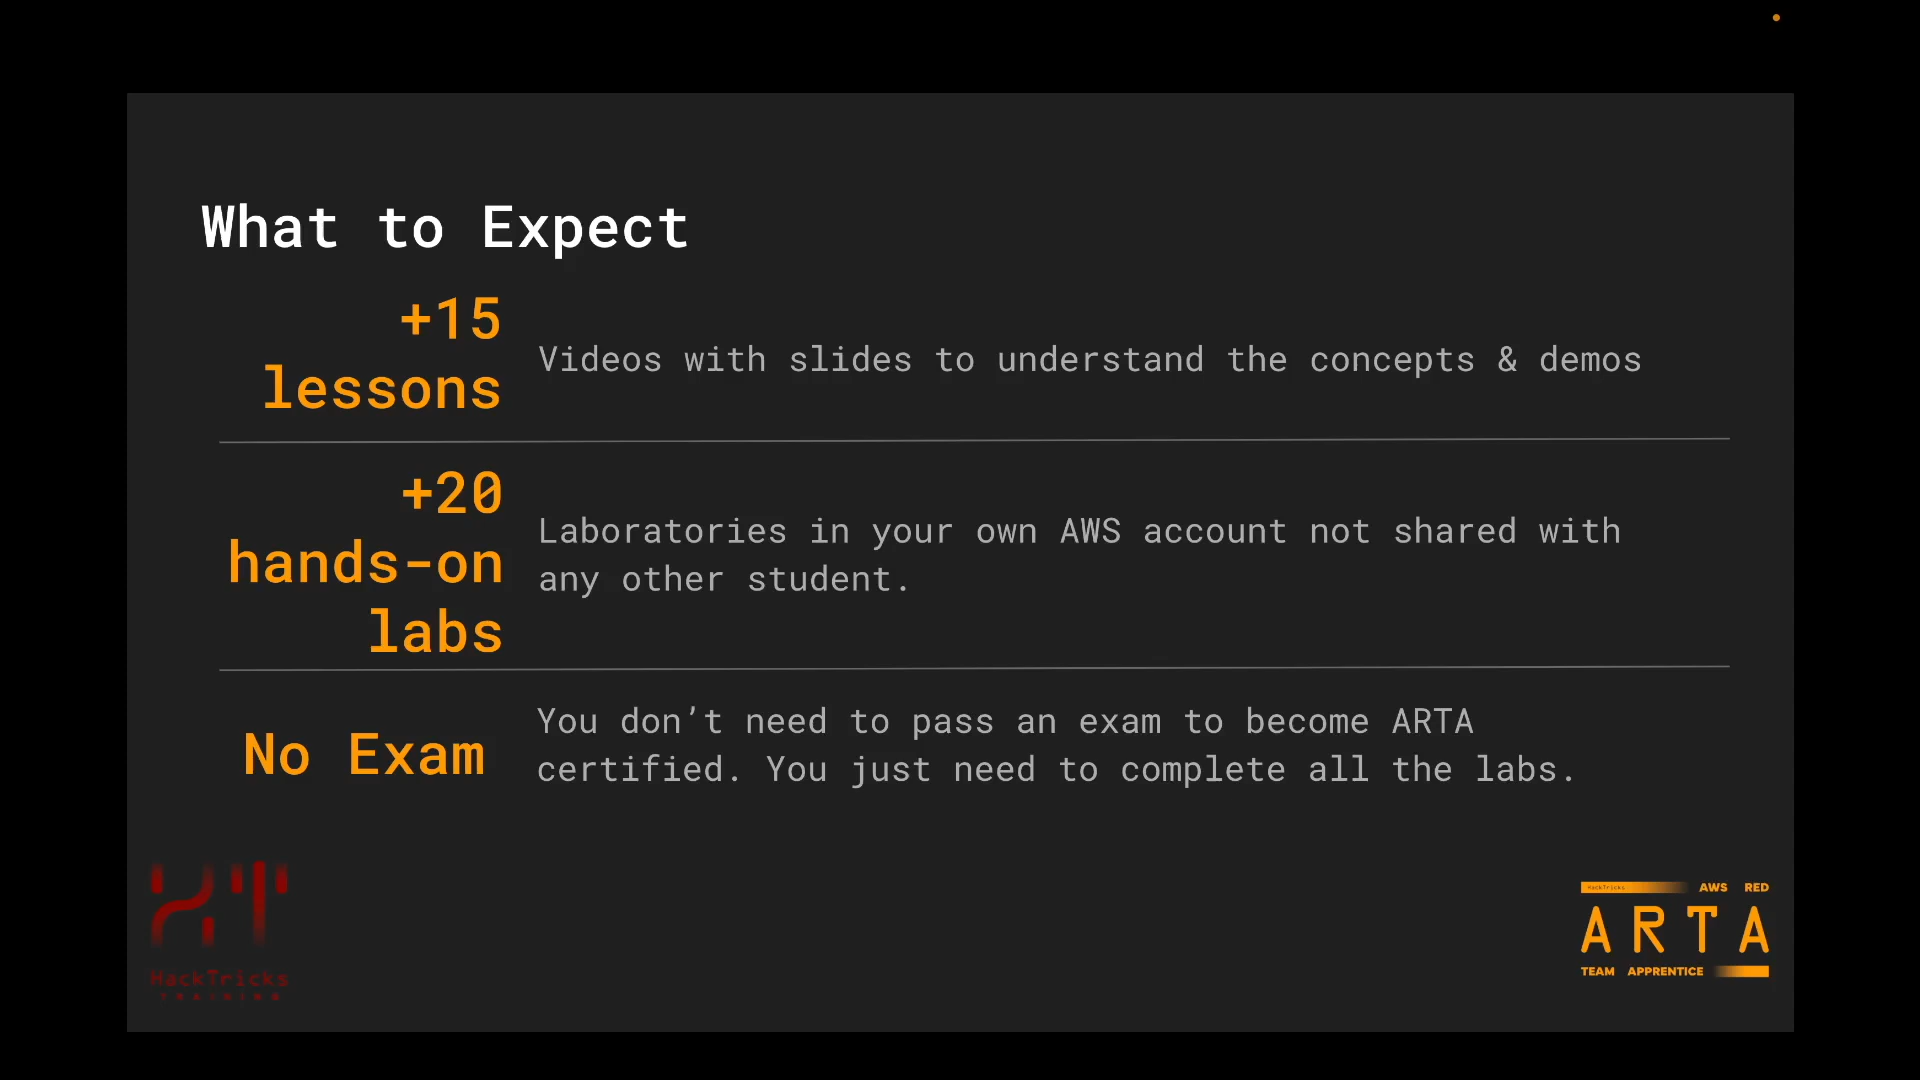 What to Expect
+15
lessons
Videos with slides to understand the concepts & demos
+20
hands-on
labs
Laboratories in your own AWS account not shared with
any other student.
No Exam
You don’t need to pass an exam to become ARTA
certified. You just need to complete all the labs.
HackTricks
TRAINING
HackTricks
AWS RED
ARTA
TEAM APPRENTICE